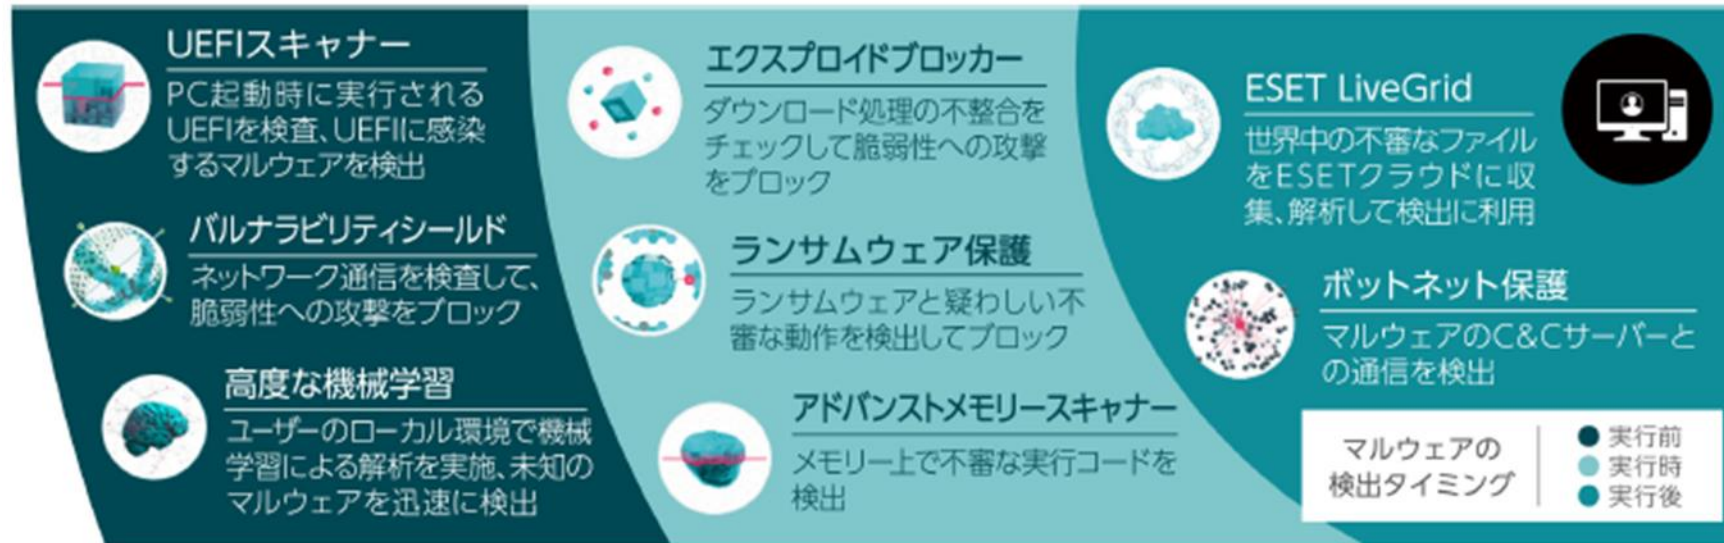 UEFIスキャナー
PC起動時に実行される
UEFIを検査、UEFIに感染
するマルウェアを検出
バルナラビリティシールド
ネットワーク通信を検査して、
脆弱性への攻撃をブロック
高度な機械学習
ユーザーのローカル環境で機械
学習による解析を実施、未知の
マルウェアを迅速に検出
エクスプロイドブロッカー
ダウンロード処理の不整合を
チェックして脆弱性への攻撃
をブロック
ランサムウェア保護
ランサムウェアと疑わしい不
審な動作を検出してブロック
アドバンストメモリースキャナー
メモリー上で不審な実行コードを
検出
ESET LiveGrid
世界中の不審なファイル
をESETクラウドに収
集、解析して検出に利用
ボットネット保護
マルウェアのC&Cサーバーと
の通信を検出
マルウェアの
検出タイミング
実行前
実行時
実行後